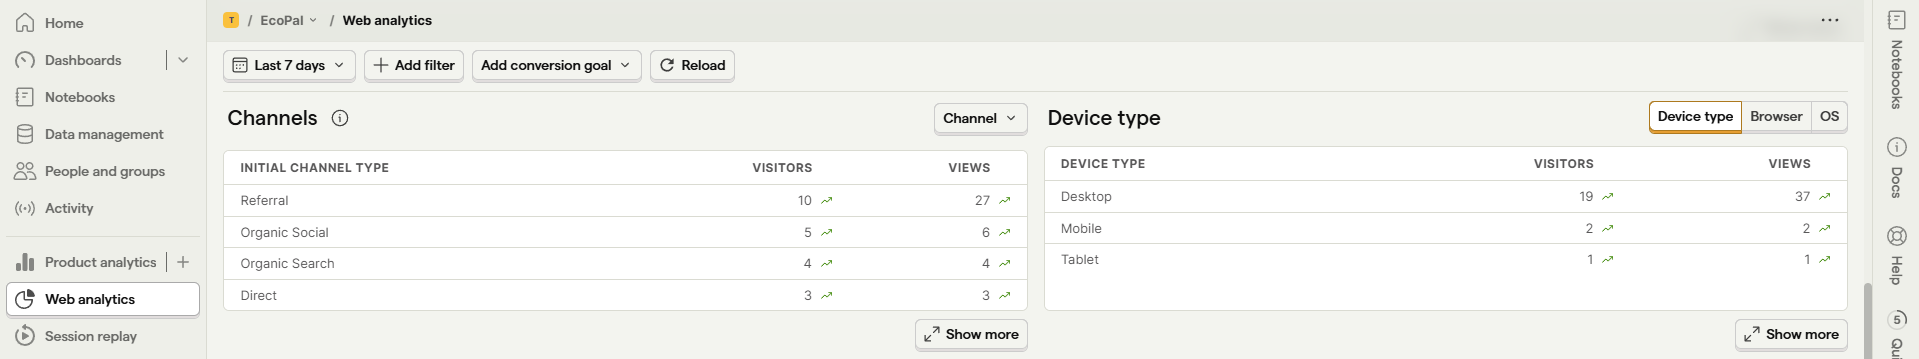 Home
Dashboards
Notebooks
Data management
People and groups
Activity
Product analytics
Web analytics
Session replay
T / EcoPal / Web analytics
Last 7 days Add filter Add conversion goal Reload
Channels Channel
INITIAL CHANNEL TYPE VISITORS VIEWS
Referral 10 27
Organic Social 5 6
Organic Search 4 4
Direct 3 3
Show more
Device type Device type Browser OS
DEVICE TYPE VISITORS VIEWS
Desktop 19 37
Mobile 2 2
Tablet 1 1
Show more
Notebooks
Docs
Help
5